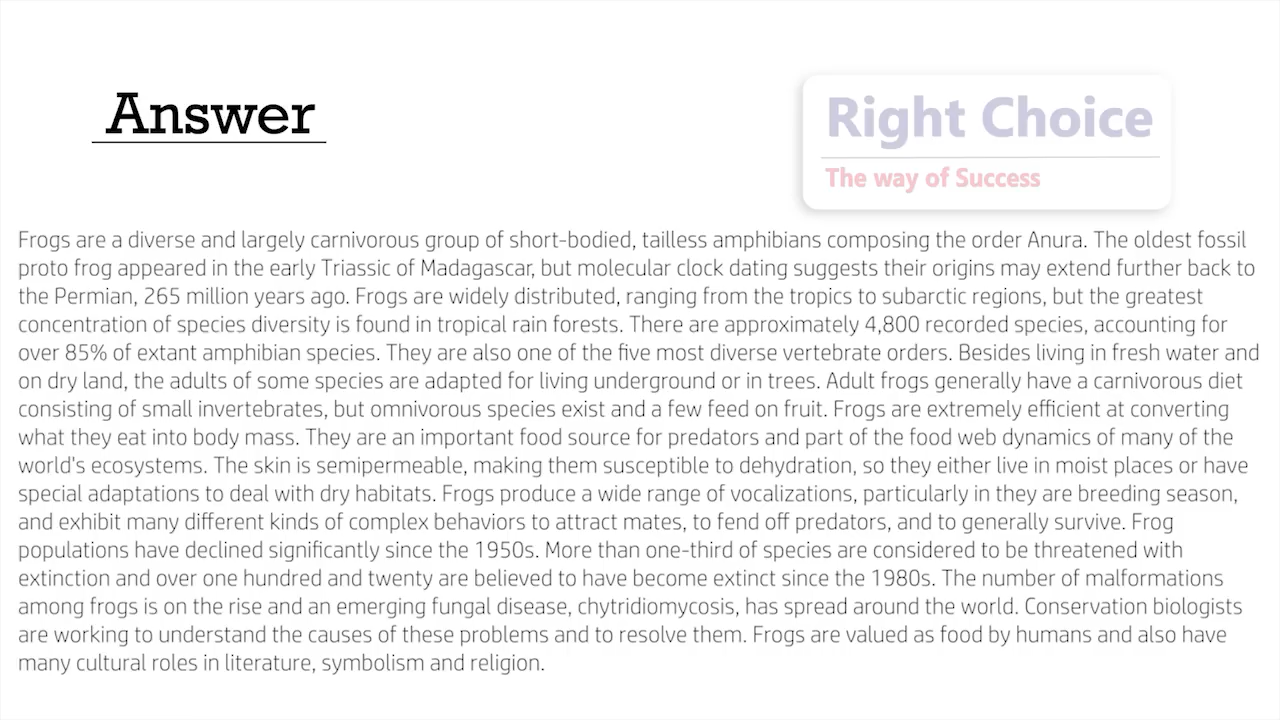 Answer
Right Choice
The way of Success
Frogs are a diverse and largely carnivorous group of short-bodied, tailless amphibians composing the order Anura. The oldest fossil
proto frog appeared in the early Triassic of Madagascar, but molecular clock dating suggests their origins may extend further back to
the Permian, 265 million years ago. Frogs are widely distributed, ranging from the tropics to subarctic regions, but the greatest
concentration of species diversity is found in tropical rain forests. There are approximately 4,800 recorded species, accounting for
over 85% of extant amphibian species. They are also one of the five most diverse vertebrate orders. Besides living in fresh water and
on dry land, the adults of some species are adapted for living underground or in trees. Adult frogs generally have a carnivorous diet
consisting of small invertebrates, but omnivorous species exist and a few feed on fruit. Frogs are extremely efficient at converting
what they eat into body mass. They are an important food source for predators and part of the food web dynamics of many of the
world's ecosystems. The skin is semipermeable, making them susceptible to dehydration, so they either live in moist places or have
special adaptations to deal with dry habitats. Frogs produce a wide range of vocalizations, particularly in they are breeding season,
and exhibit many different kinds of complex behaviors to attract mates, to fend off predators, and to generally survive. Frog
populations have declined significantly since the 1950s. More than one-third of species are considered to be threatened with
extinction and over one hundred and twenty are believed to have become extinct since the 1980s. The number of malformations
among frogs is on the rise and an emerging fungal disease, chytridiomycosis, has spread around the world. Conservation biologists
are working to understand the causes of these problems and to resolve them. Frogs are valued as food by humans and also have
many cultural roles in literature, symbolism and religion.